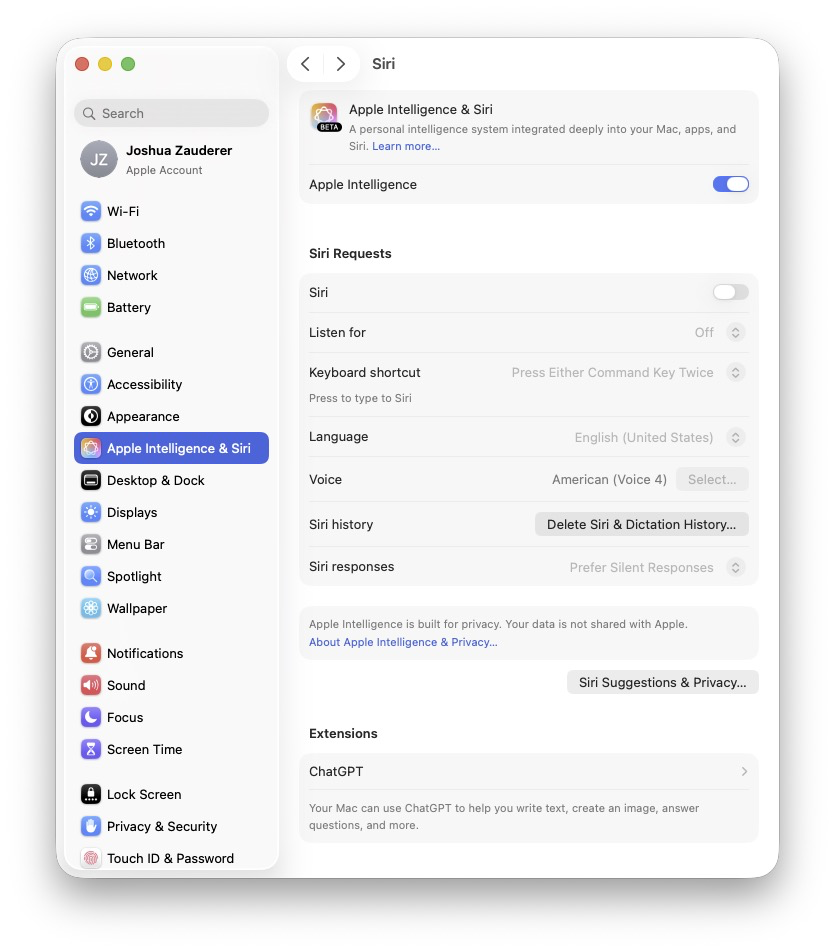 Siri
Search
JZ
Joshua Zauderer
Apple Account
Wi-Fi
Bluetooth
Network
Battery
General
Accessibility
Appearance
Apple Intelligence & Siri
Desktop & Dock
Displays
Menu Bar
Spotlight
Wallpaper
Notifications
Sound
Focus
Screen Time
Lock Screen
Privacy & Security
Touch ID & Password
BETA
Apple Intelligence & Siri
A personal intelligence system integrated deeply into your Mac, apps, and
Siri. Learn more...
Apple Intelligence
Siri Requests
Siri
Listen for Off
Keyboard shortcut Press Either Command Key Twice
Press to type to Siri
Language English (United States)
Voice American (Voice 4) Select...
Siri history Delete Siri & Dictation History...
Siri responses Prefer Silent Responses
Apple Intelligence is built for privacy. Your data is not shared with Apple.
About Apple Intelligence & Privacy...
Siri Suggestions & Privacy...
Extensions
ChatGPT
Your Mac can use ChatGPT to help you write text, create an image, answer
questions, and more.